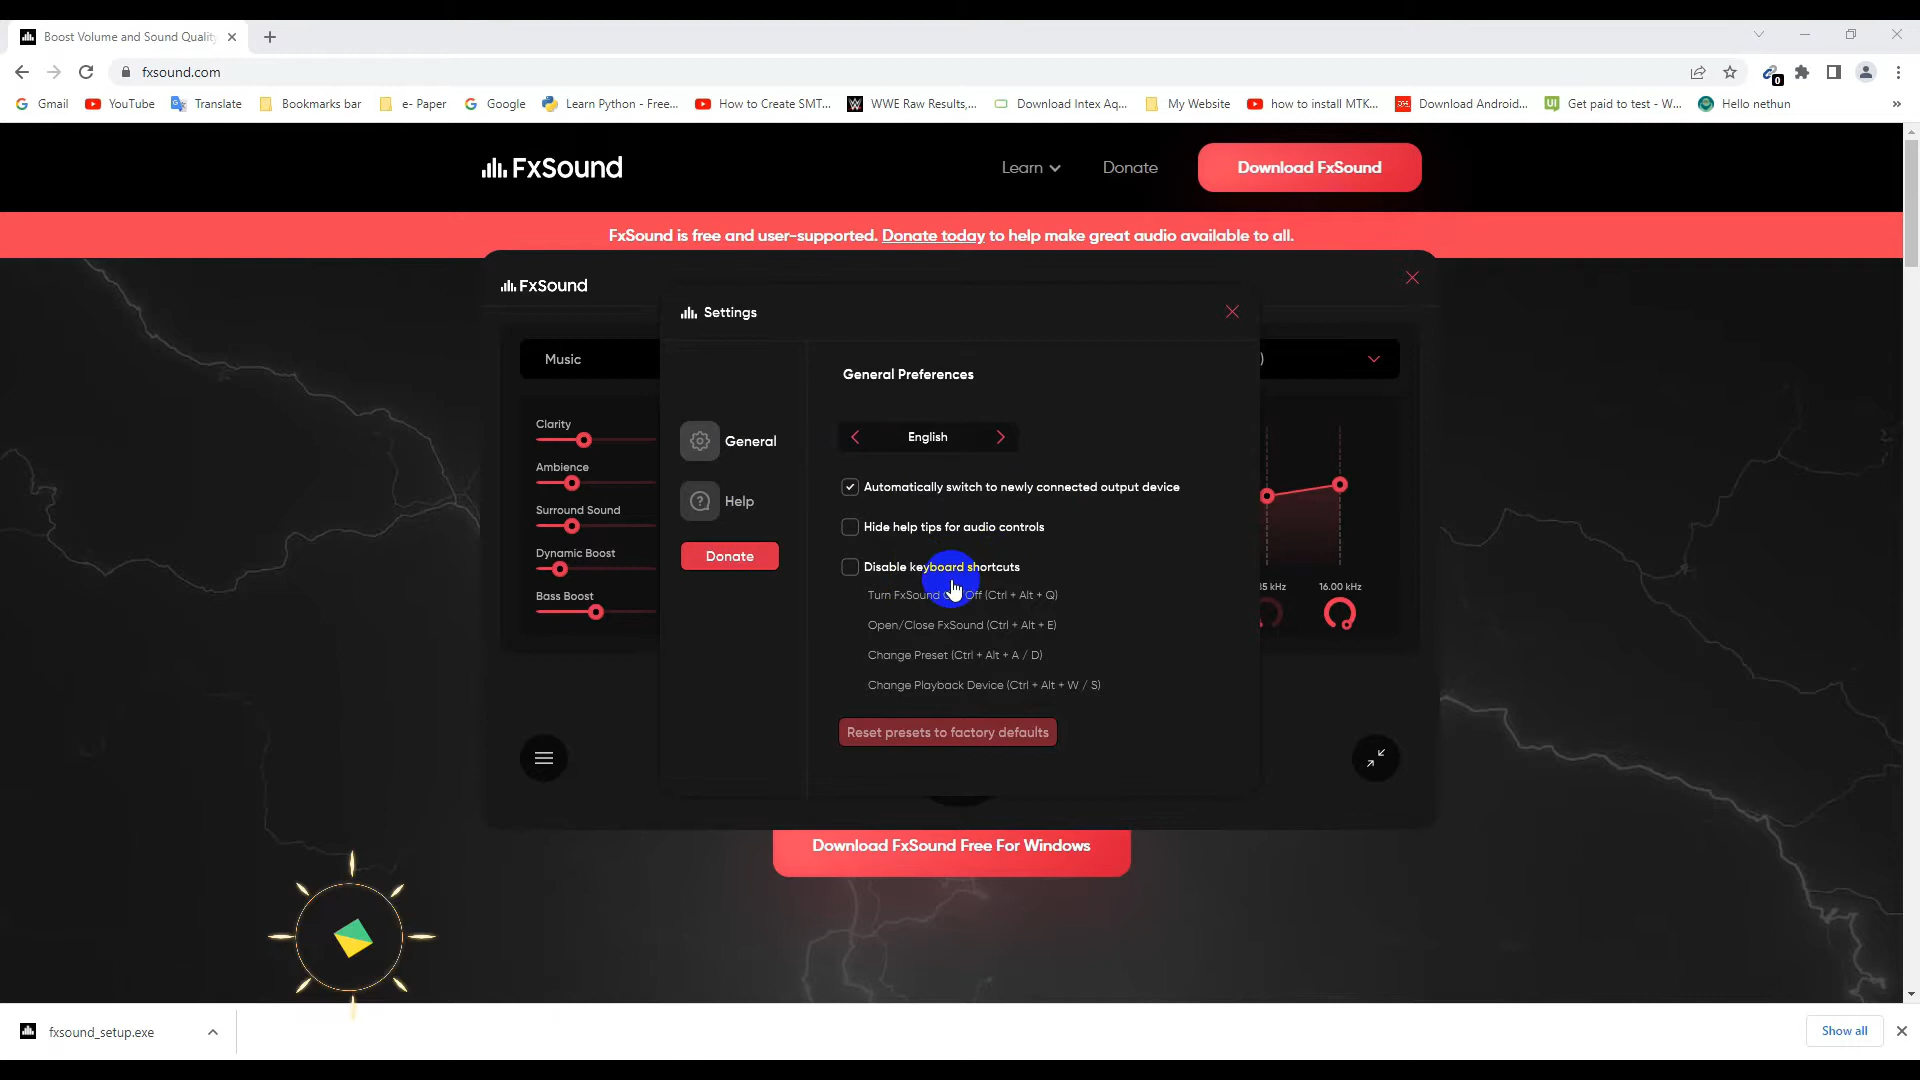 Boost Volume and Sound Quality
fxsound.com
0
Gmail
YouTube
Translate
Bookmarks bar
e- Paper
Google
Learn Python - Free...
How to Create SMT...
WWE Raw Results,...
Download Intex Aq...
My Website
how to install MTK...
Download Android...
Get paid to test - W...
Hello nethun
»
FxSound
Learn
Donate
Download FxSound
FxSound is free and user-supported. Donate today to help make great audio available to all.
FxSound
Settings
Music
)
General Preferences
Clarity
English
General
Ambience
Automatically switch to newly connected output device
Help
Surround Sound
Hide help tips for audio controls
Dynamic Boost
Donate
Disable keyboard shortcuts
Bass Boost
Turn FxSound Off (Ctrl + Alt + Q)
35 kHz
16.00 kHz
Open/Close FxSound (Ctrl + Alt + E)
Change Preset (Ctrl + Alt + A / D)
Change Playback Device (Ctrl + Alt + W / S)
Reset presets to factory defaults
Download FxSound Free For Windows
fxsound_setup.exe
Show all